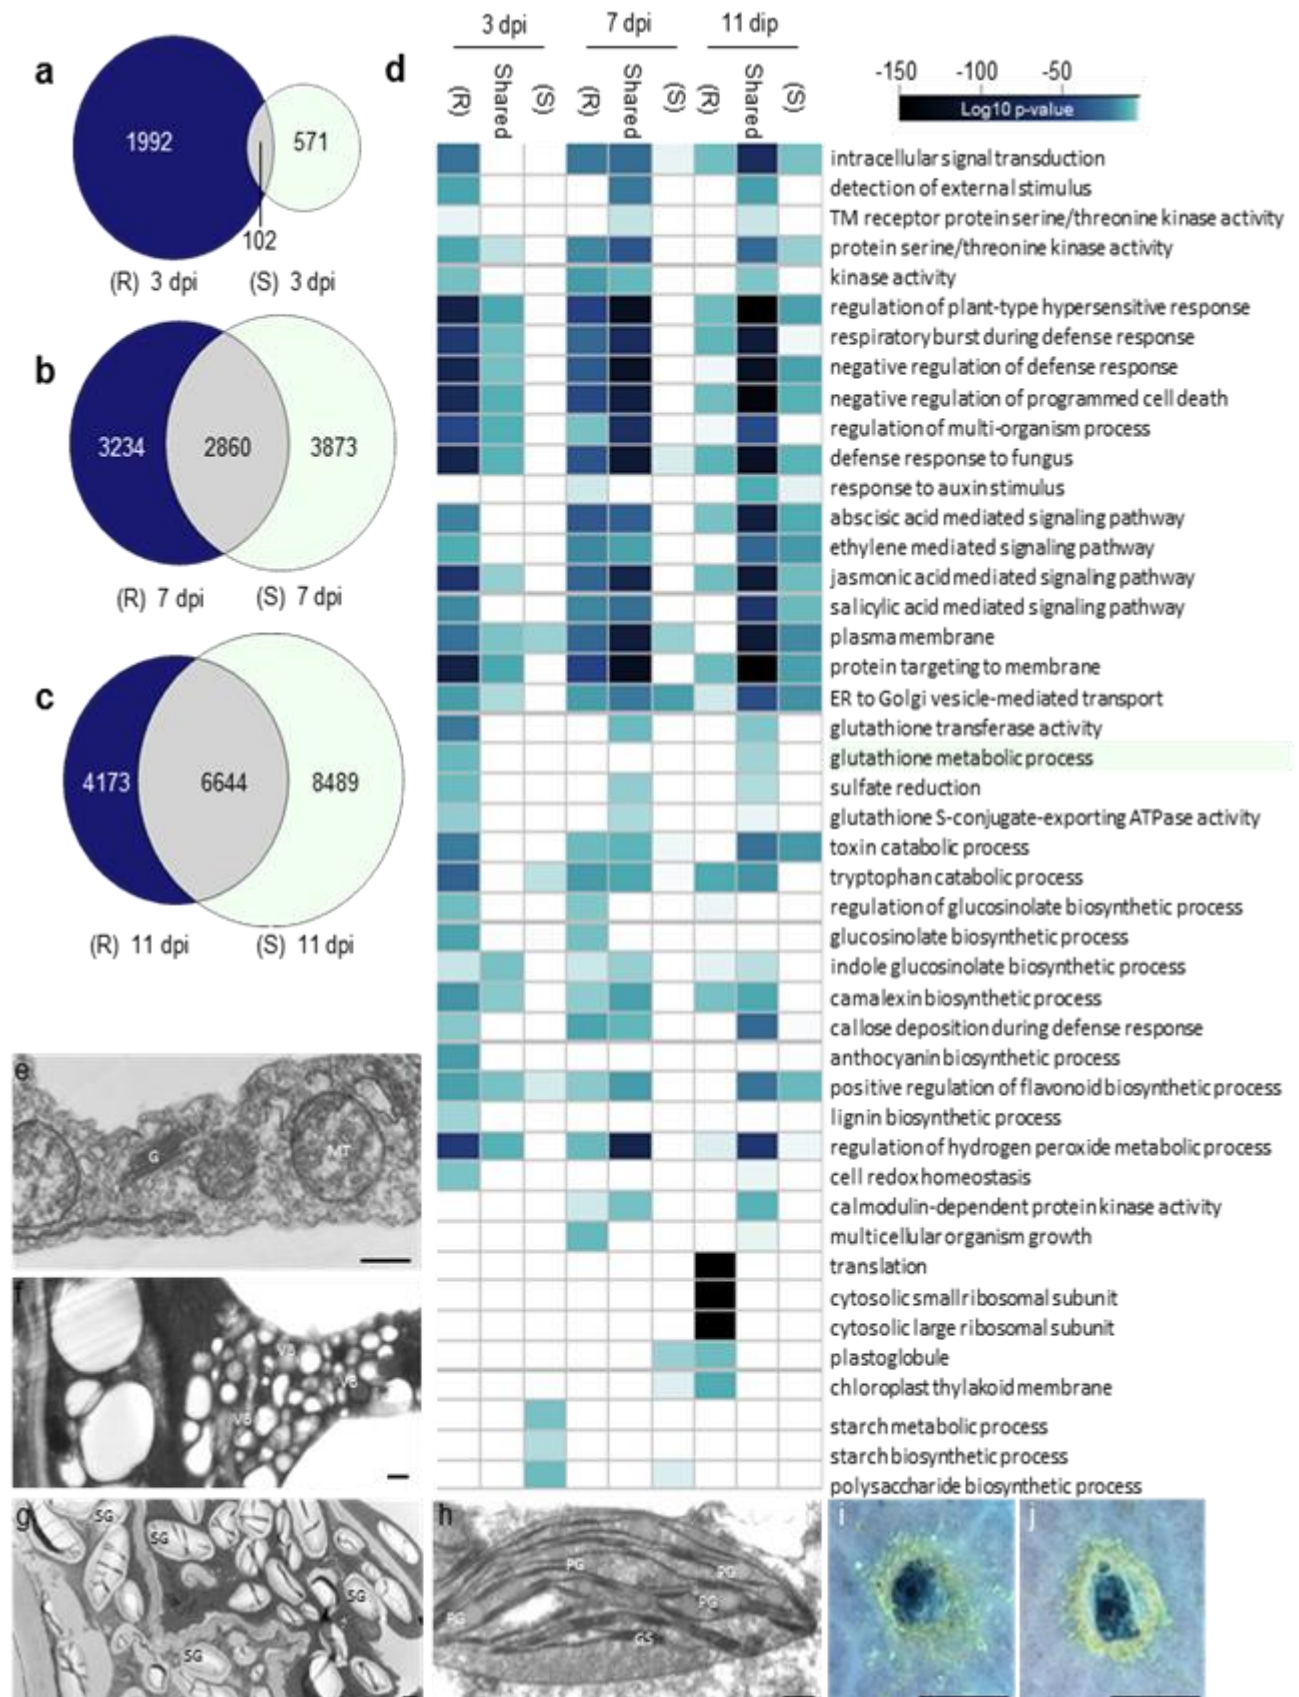 a
1992
571
102
(R) 3 dpi
(S) 3 dpi
b
3234
2860
3873
(R) 7 dpi
(S) 7 dpi
c
4173
6644
8489
(R) 11 dpi
(S) 11 dpi
d
3 dpi
7 dpi
11 dip
(R)
Shared
(S)
(R)
Shared
(S)
(R)
Shared
(S)
-150
-100
-50
Log10 p-value
intracellular signal transduction
detection of external stimulus
TM receptor protein serine/threonine kinase activity
protein serine/threonine kinase activity
kinase activity
regulation of plant-type hypersensitive response
respiratory burst during defense response
negative regulation of defense response
negative regulation of programmed cell death
regulation of multi-organism process
defense response to fungus
response to auxin stimulus
abscisic acid mediated signaling pathway
ethylene mediated signaling pathway
jasmonic acid mediated signaling pathway
salicylic acid mediated signaling pathway
plasma membrane
protein targeting to membrane
ER to Golgi vesicle-mediated transport
glutathione transferase activity
glutathione metabolic process
sulfate reduction
glutathione S-conjugate-exporting ATPase activity
toxin catabolic process
tryptophan catabolic process
regulation of glucosinolate biosynthetic process
glucosinolate biosynthetic process
indole glucosinolate biosynthetic process
camalexin biosynthetic process
callose deposition during defense response
anthocyanin biosynthetic process
positive regulation of flavonoid biosynthetic process
lignin biosynthetic process
regulation of hydrogen peroxide metabolic process
cell redox homeostasis
calmodulin-dependent protein kinase activity
multicellular organism growth
translation
cytosolic small ribosomal subunit
cytosolic large ribosomal subunit
plastoglobule
chloroplast thylakoid membrane
starch metabolic process
starch biosynthetic process
polysaccharide biosynthetic process
e
G
MT
f
VB
VB
VB
g
SG
SG
SG
SG
h
PG
PG
PG
PG
GS
i
j